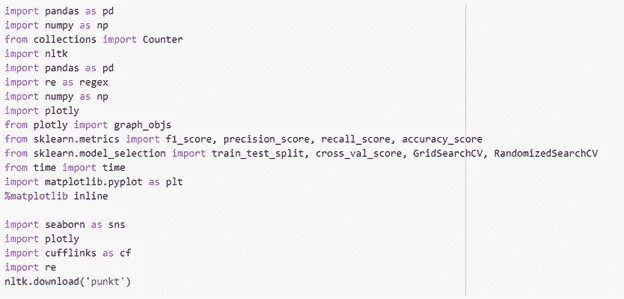 import pandas as pd
import numpy as np
from collections import Counter
import nltk
import pandas as pd
import re as regex
import numpy as np
import plotly
from plotly import graph_objs
from sklearn.metrics import f1_score, precision_score, recall_score, accuracy_score
from sklearn.model_selection import train_test_split, cross_val_score, GridSearchCV, RandomizedSearchCV
from time import time
import matplotlib.pyplot as plt
%matplotlib inline

import seaborn as sns
import plotly
import cufflinks as cf
import re
nltk.download('punkt')